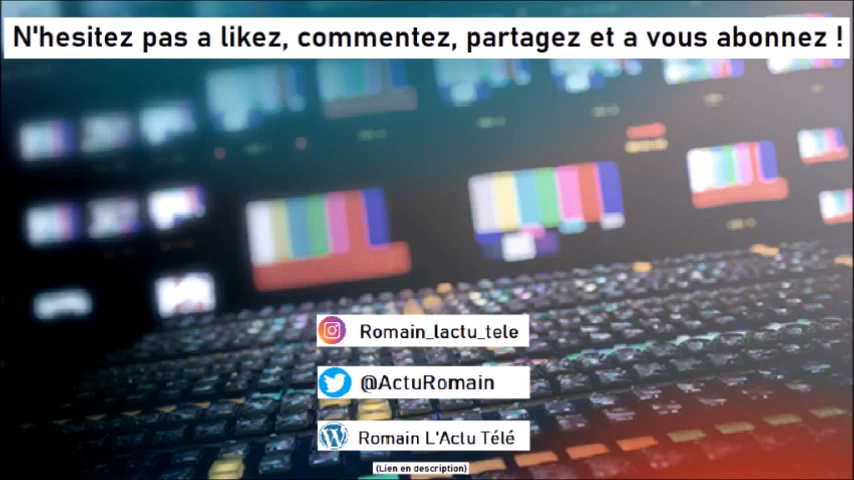 N'hesitez pas a likez, commentez, partagez et a vous abonnez !
Romain_lactu_tele
@ActuRomain
Romain L'Actu Télé
(Lien en description)